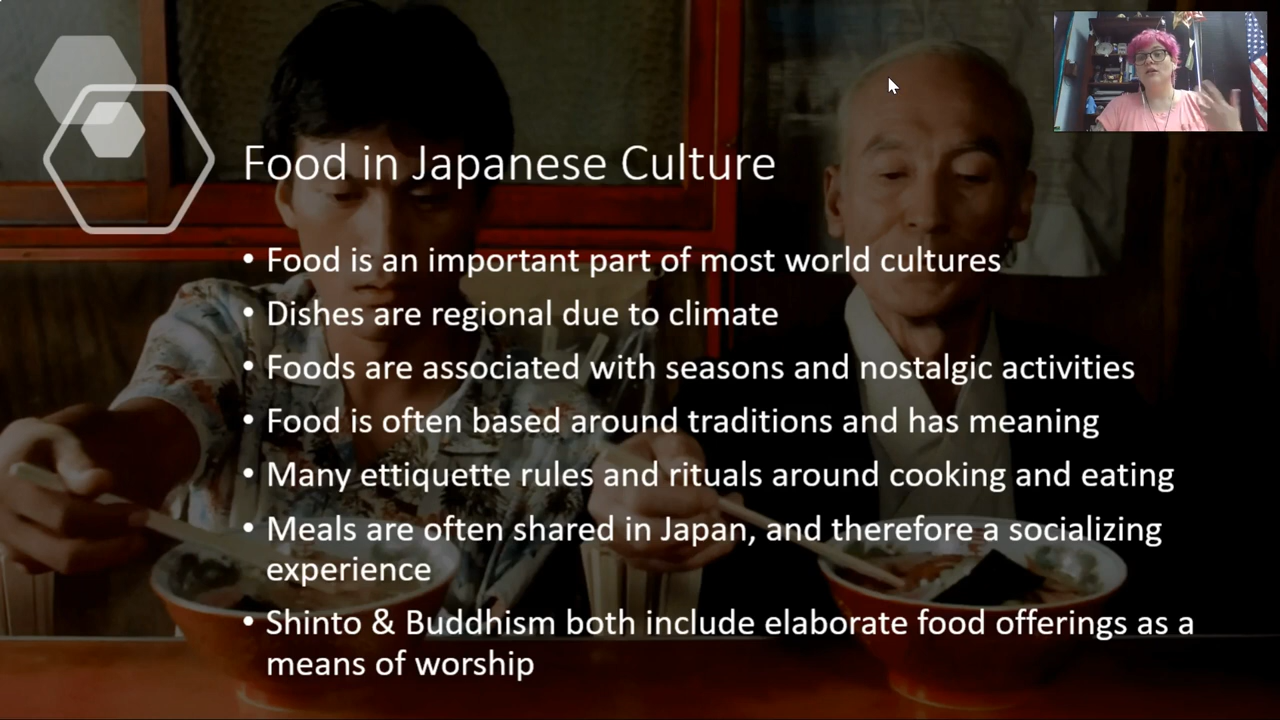 Food in Japanese Culture
• Food is an important part of most world cultures
• Dishes are regional due to climate
• Foods are associated with seasons and nostalgic activities
• Food is often based around traditions and has meaning
• Many ettiquette rules and rituals around cooking and eating
• Meals are often shared in Japan, and therefore a socializing
experience
• Shinto & Buddhism both include elaborate food offerings as a
means of worship